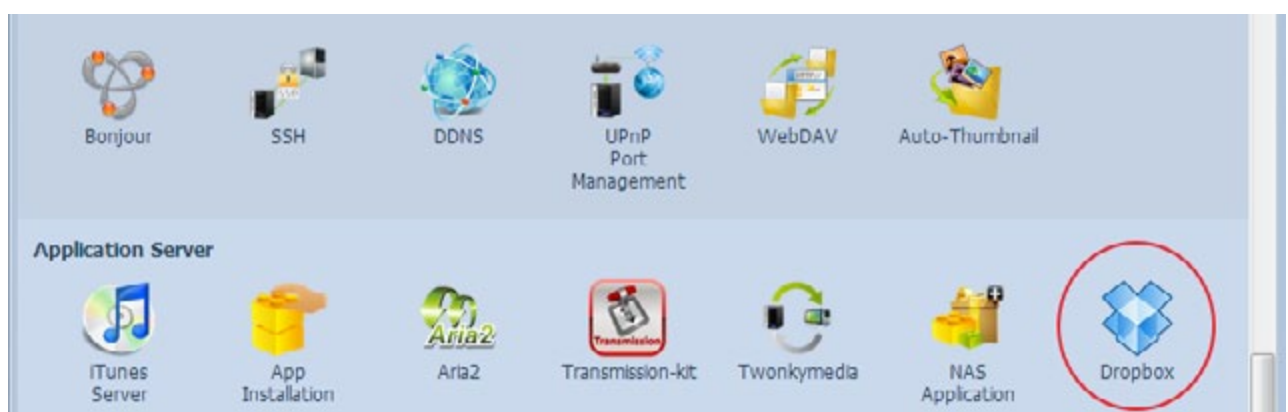 Bonjour
SSH
DDNS
UPnP
Port
Management
WebDAV
Auto-Thumbnail
Application Server
iTunes
Server
App
Installation
Aria2
Aria2
Transmission
Transmission-kit
Twonkymedia
NAS
Application
Dropbox